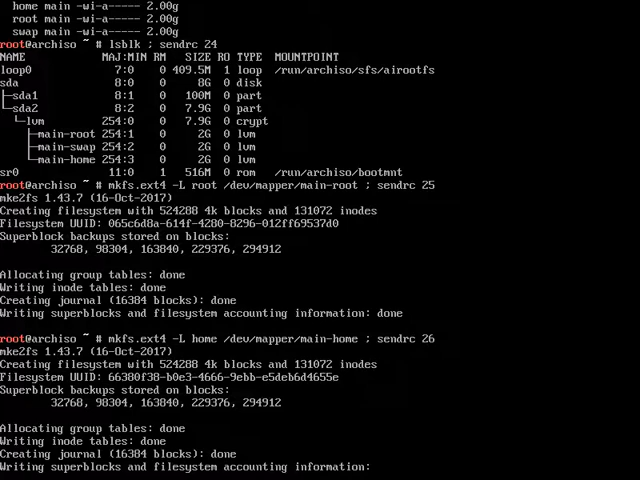 home main -wi-a----- 2.00g
root main -wi-a----- 2.00g
swap main -wi-a----- 2.00g
root@archiso ~ # lsblk ; sendrc 24
NAME MAJ:MIN RM SIZE RO TYPE MOUNTPOINT
loop0 7:0 0 409.5M 1 loop /run/archiso/sfs/airootfs
sda 8:0 0 8G 0 disk
├─sda1 8:1 0 100M 0 part
└─sda2 8:2 0 7.9G 0 part
└─lvm 254:0 0 7.9G 0 crypt
├─main-root 254:1 0 2G 0 lvm
├─main-swap 254:2 0 2G 0 lvm
└─main-home 254:3 0 2G 0 lvm
sr0 11:0 1 516M 0 rom /run/archiso/bootmnt
root@archiso ~ # mkfs.ext4 -L root /dev/mapper/main-root ; sendrc 25
mke2fs 1.43.7 (16-Oct-2017)
Creating filesystem with 524288 4k blocks and 131072 inodes
Filesystem UUID: 065c6d8a-614f-4280-8296-012ff69537d0
Superblock backups stored on blocks:
32768, 98304, 163840, 229376, 294912
Allocating group tables: done
Writing inode tables: done
Creating journal (16384 blocks): done
Writing superblocks and filesystem accounting information: done
root@archiso ~ # mkfs.ext4 -L home /dev/mapper/main-home ; sendrc 26
mke2fs 1.43.7 (16-Oct-2017)
Creating filesystem with 524288 4k blocks and 131072 inodes
Filesystem UUID: 66380f38-b0e3-4666-9ebb-e5deb6d4655e
Superblock backups stored on blocks:
32768, 98304, 163840, 229376, 294912
Allocating group tables: done
Writing inode tables: done
Creating journal (16384 blocks): done
Writing superblocks and filesystem accounting information: